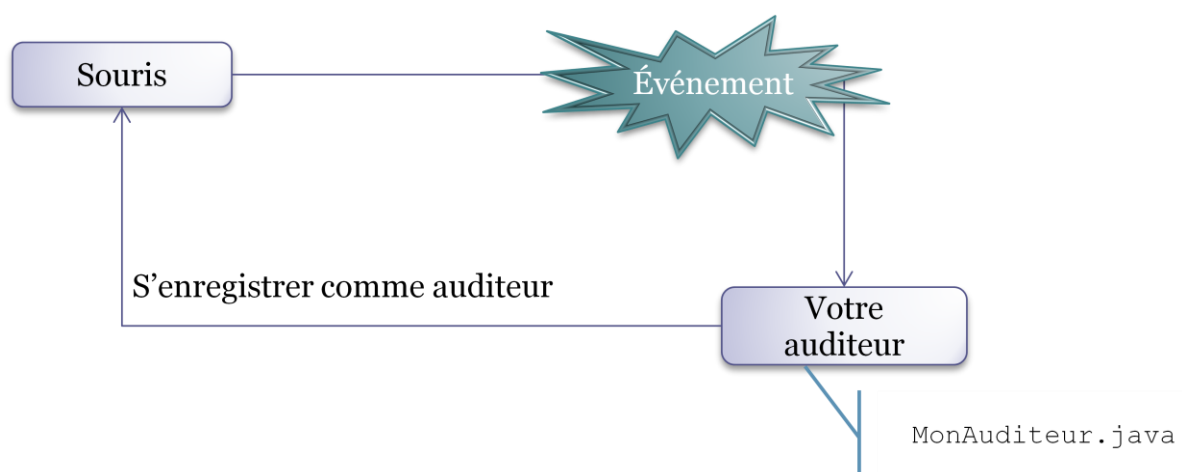 Souris
Événement
S’enregistrer comme auditeur
Votre
auditeur
MonAuditeur.java